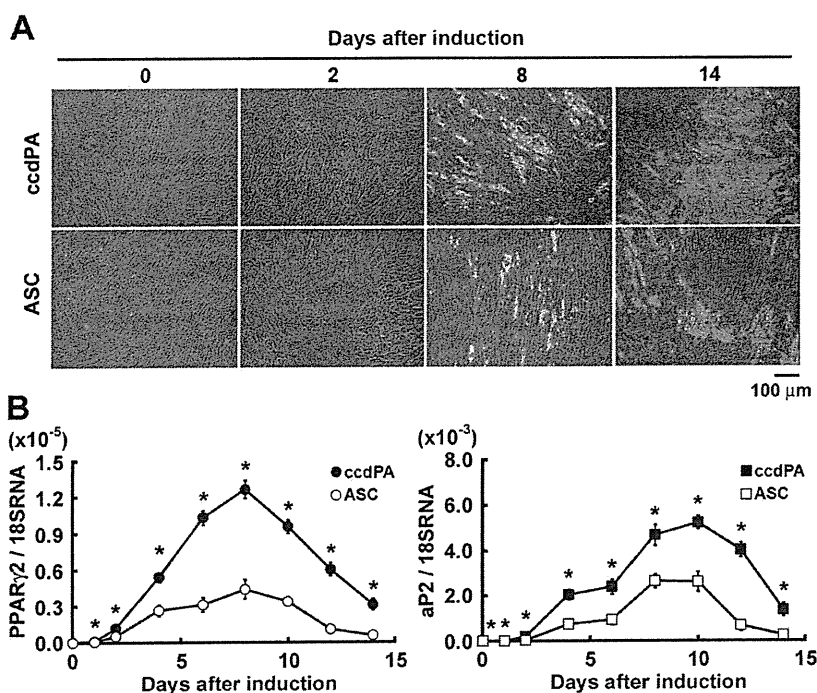 A
Days after induction
0 2 8 14
ccdPA
ASC
100 μm
B
(x10-5)
PPARγ2 / 18SRNA
1.5
1.2
0.9
0.6
0.3
0
* * * * * * * *
ccdPA
ASC
0 5 10 15
Days after induction
(x10-3)
aP2 / 18SRNA
8.0
6.0
4.0
2.0
0.0
* * * * * * * * *
ccdPA
ASC
0 5 10 15
Days after induction